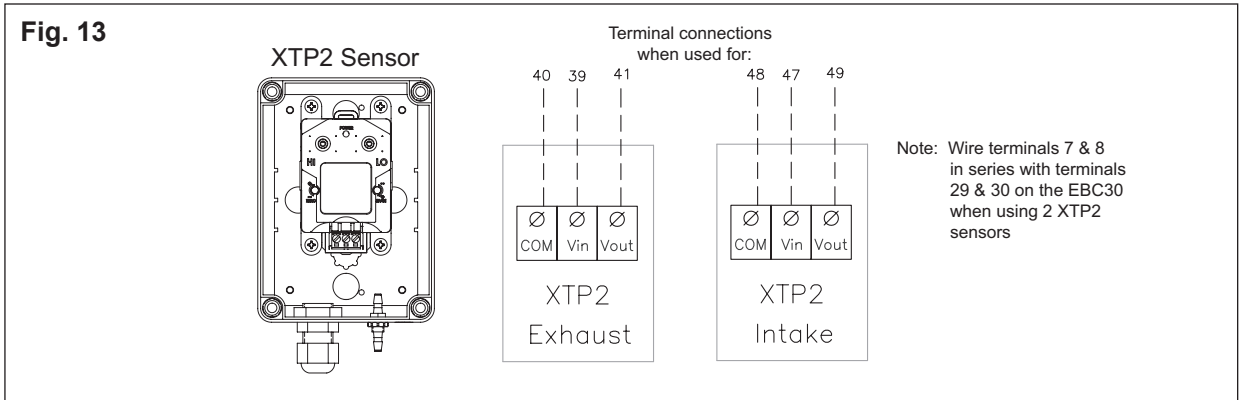 Fig. 13
XTP2 Sensor
POWER
HI LO
Terminal connections
when used for:
40 39 41
COM Vin Vout
XTP2
Exhaust
48 47 49
COM Vin Vout
XTP2
Intake
Note: Wire terminals 7 & 8
in series with terminals
29 & 30 on the EBC30
when using 2 XTP2
sensors